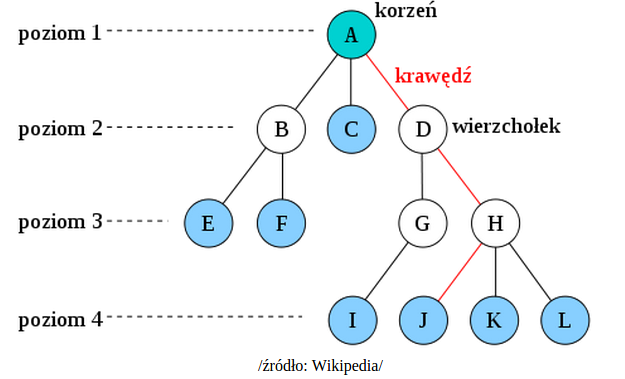 korzeń
poziom 1
A
krawędź
poziom 2
B C D wierzchołek
poziom 3
E F G H
poziom 4
I J K L
/źródło: Wikipedia/